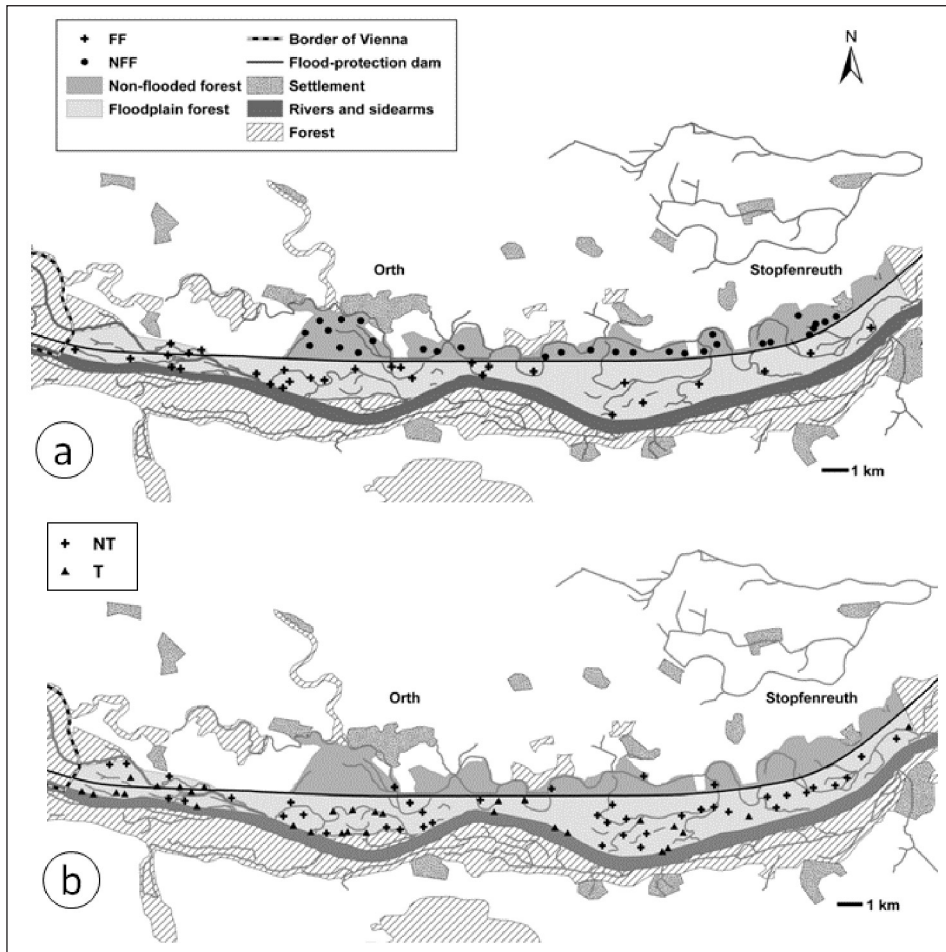 FF
NFF
Non-flooded forest
Floodplain forest
Border of Vienna
Flood-protection dam
Settlement
Rivers and sidearms
Forest
N
Orth
Stopfenreuth
a
1 km
NT
T
Orth
Stopfenreuth
b
1 km